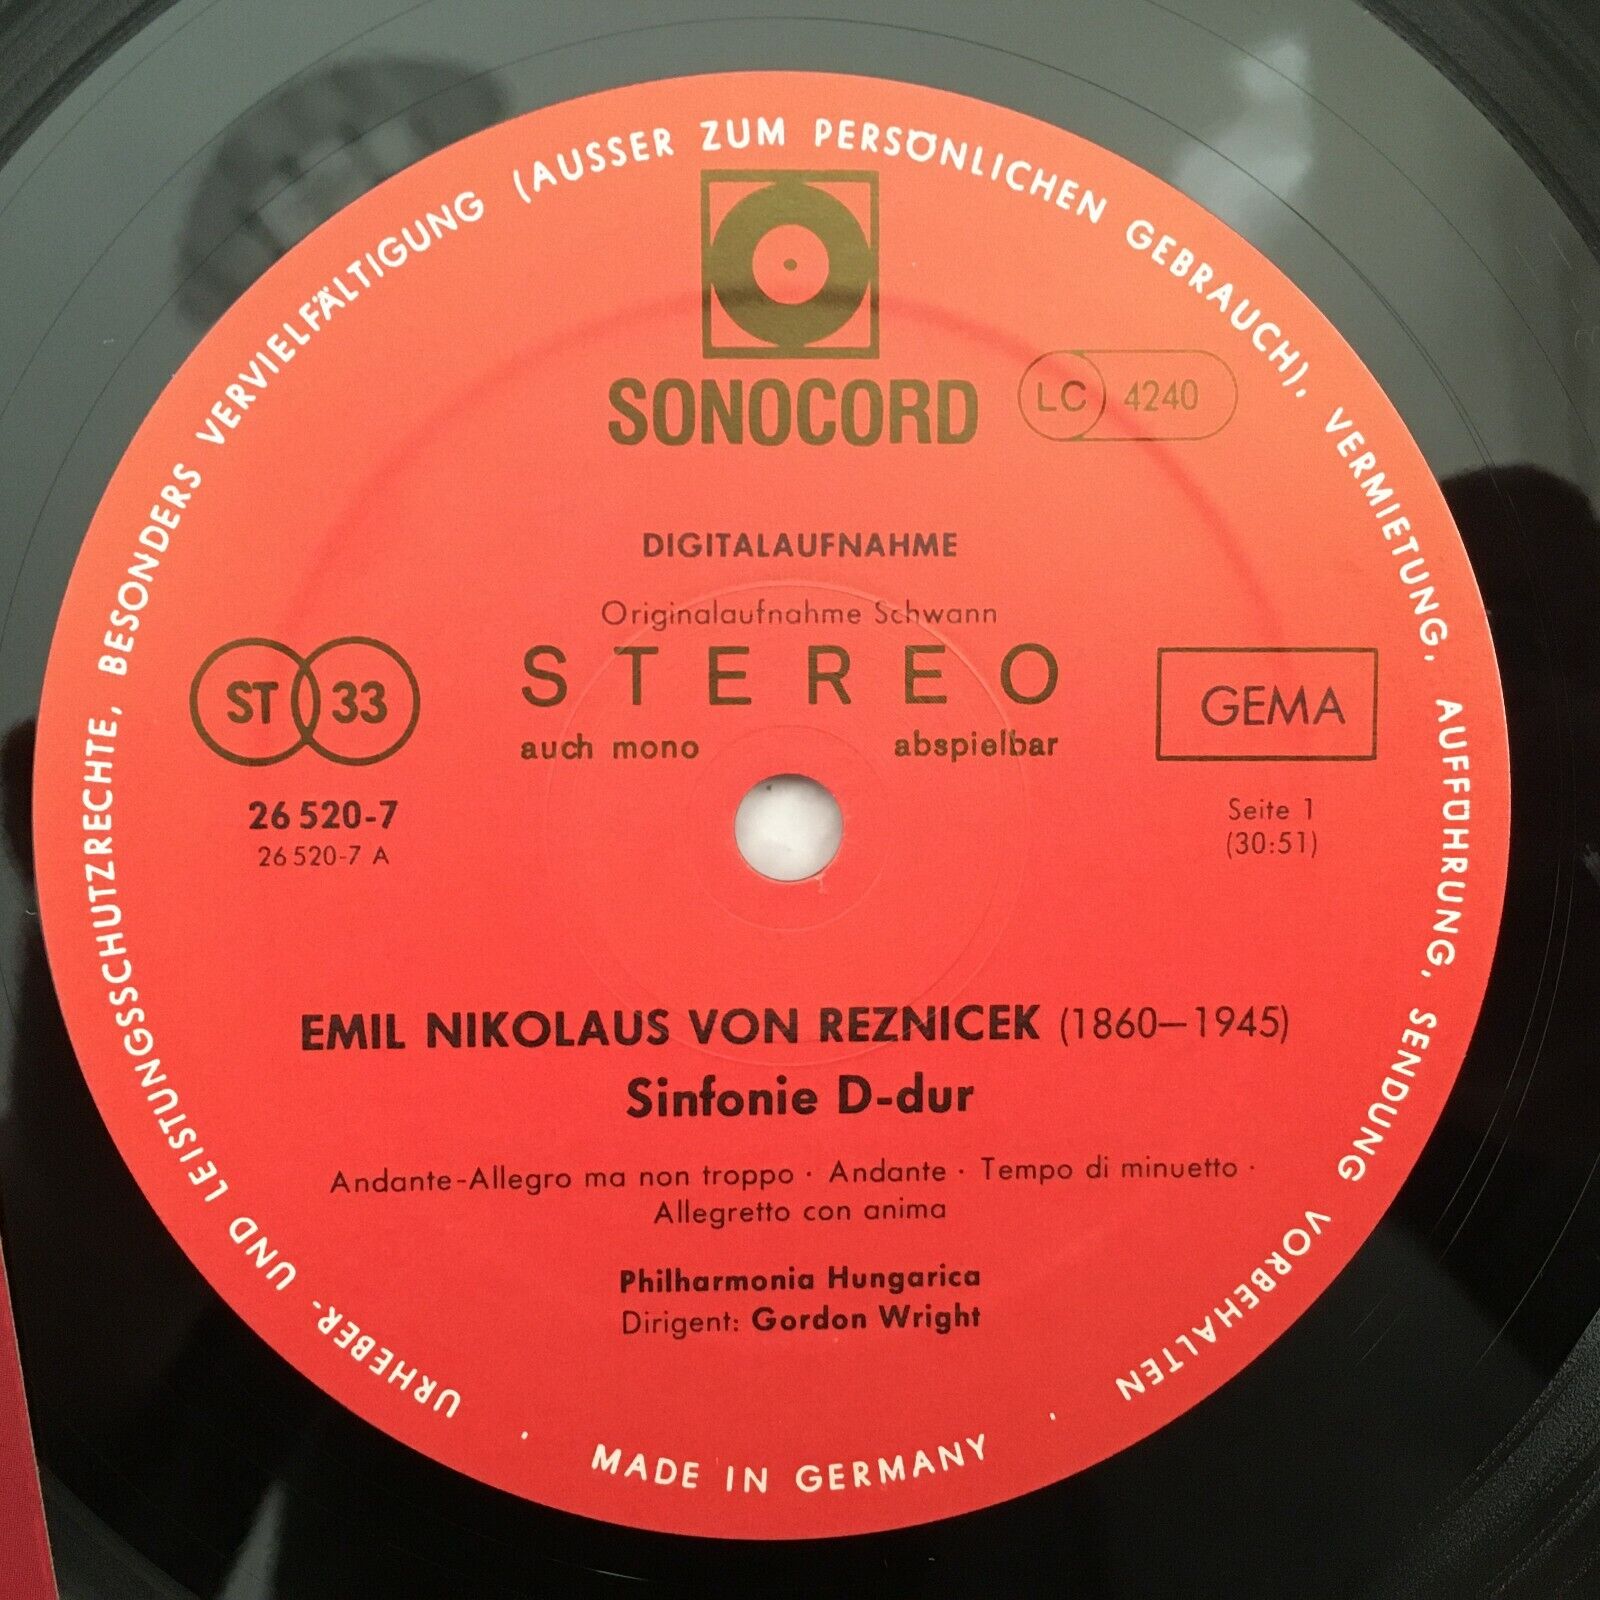 URHEBER- UND LEISTUNGSSCHUTZRECHTE, BESONDERS VERVIELFÄLTIGUNG (AUSSER ZUM PERSÖNLICHEN GEBRAUCH), VERMIETUNG, AUFFÜHRUNG, SENDUNG VORBEHALTEN
· MADE IN GERMANY ·
SONOCORD
LC 4240
DIGITALAUFNAHME
Originalaufnahme Schwann
STEREO
auch mono abspielbar
ST 33
GEMA
26 520-7
26 520-7 A
Seite 1
(30:51)
EMIL NIKOLAUS VON REZNICEK (1860–1945)
Sinfonie D-dur
Andante-Allegro ma non troppo · Andante · Tempo di minuetto ·
Allegretto con anima
Philharmonia Hungarica
Dirigent: Gordon Wright